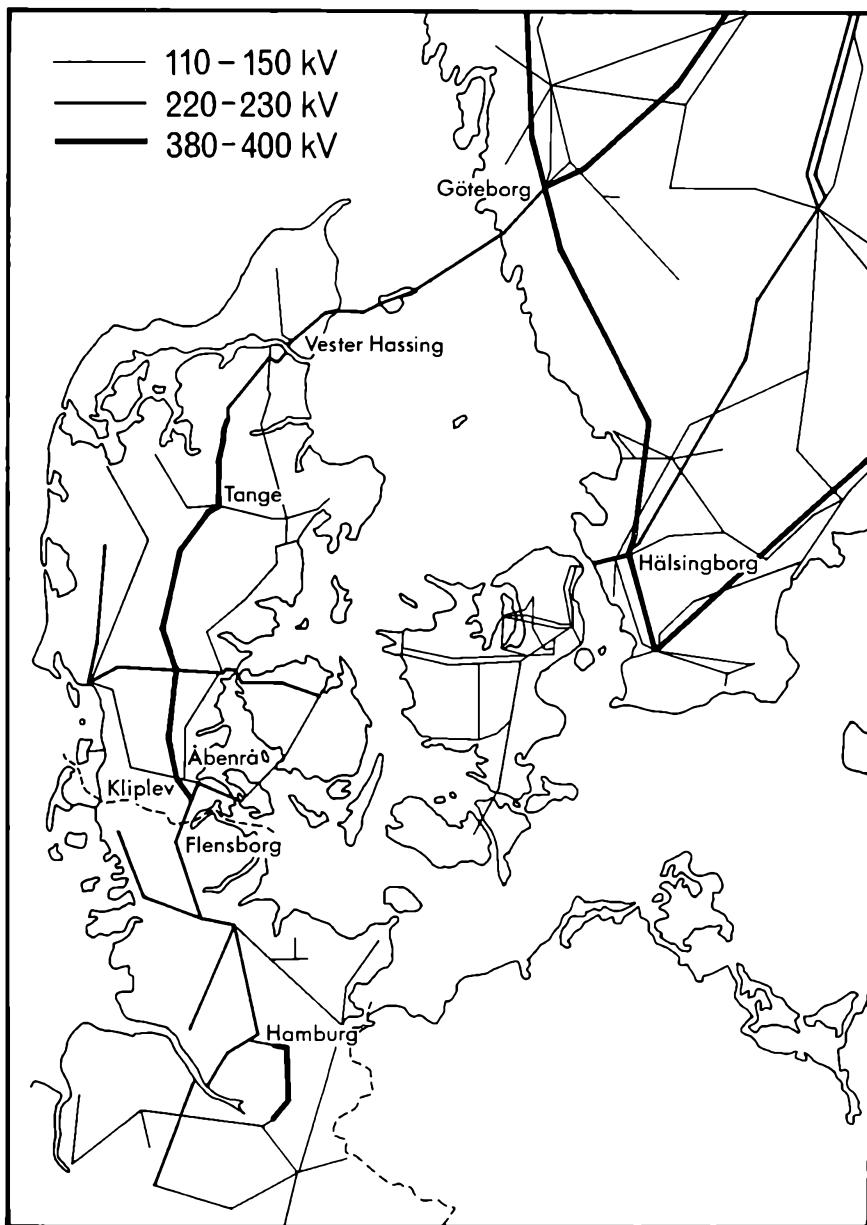 110–150 kV
220–230 kV
380–400 kV
Göteborg
Vester Hassing
Tange
Hälsingborg
Åbenrå
Kliplev
Flensborg
Hamburg